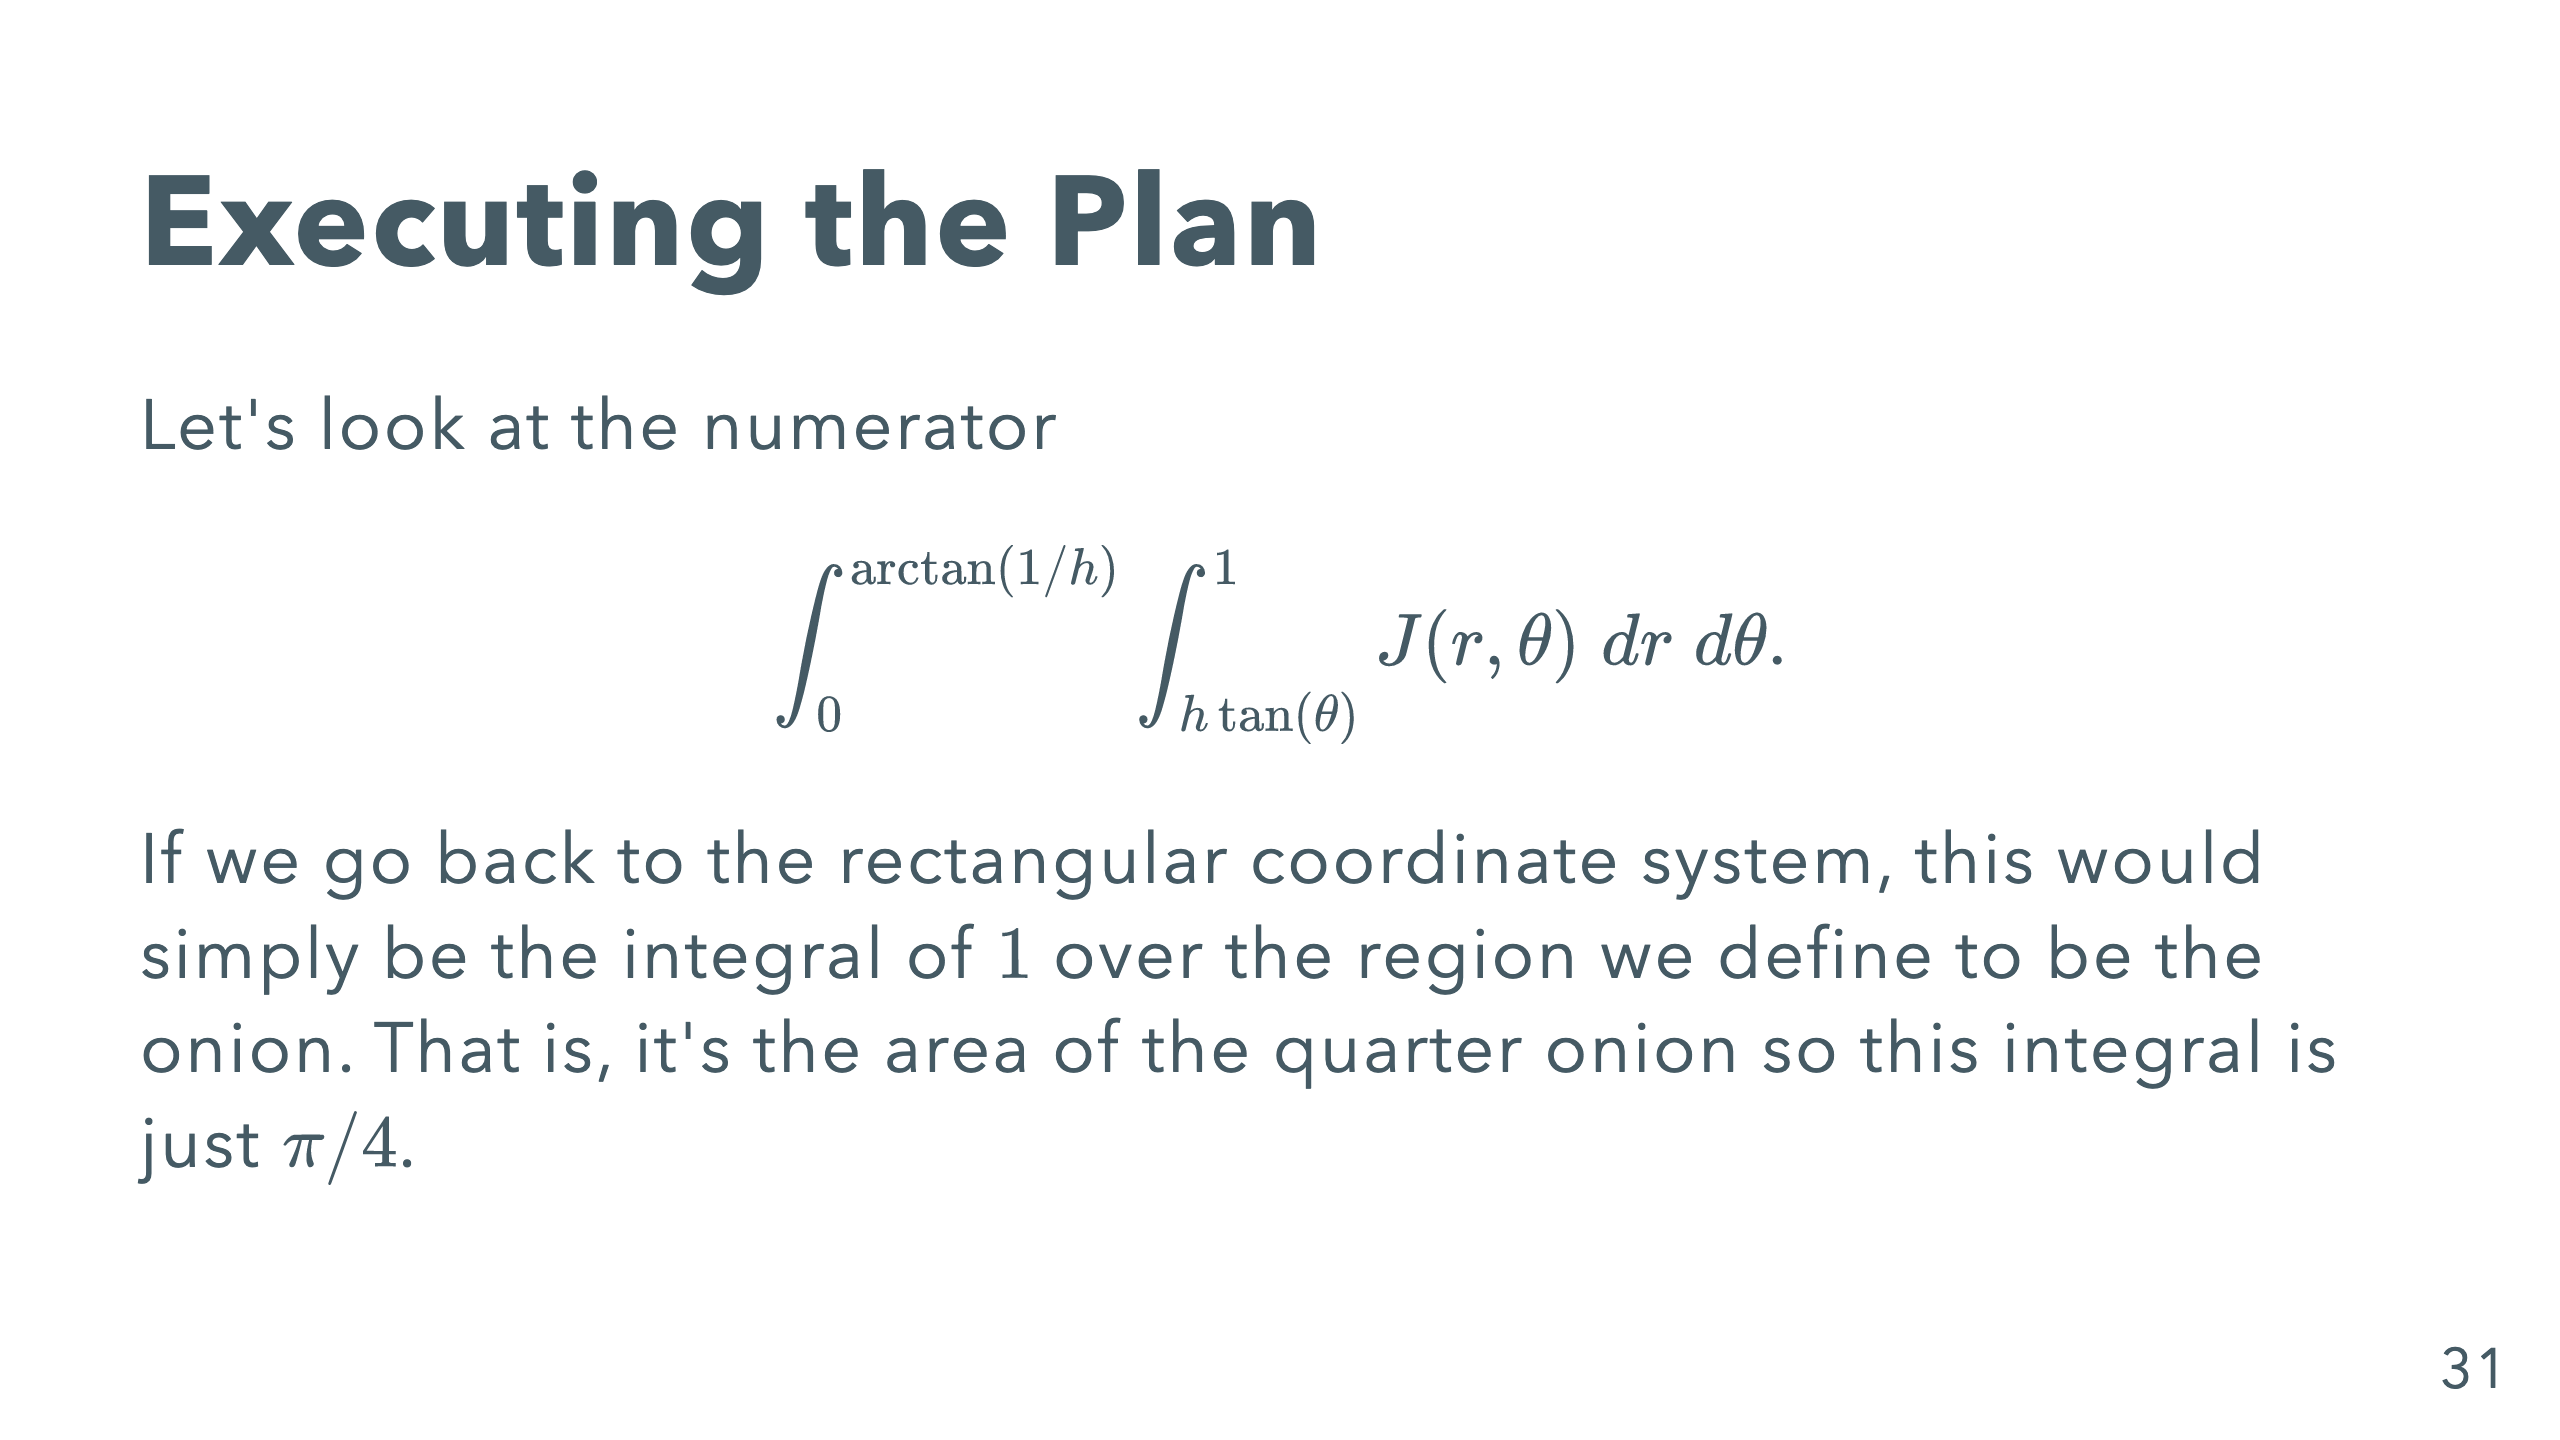 Executing the Plan
Let's look at the numerator
∫_0^{arctan(1/h)} ∫_{h tan(θ)}^1 J(r, θ) dr dθ.
If we go back to the rectangular coordinate system, this would
simply be the integral of 1 over the region we define to be the
onion. That is, it's the area of the quarter onion so this integral is
just π/4.
31